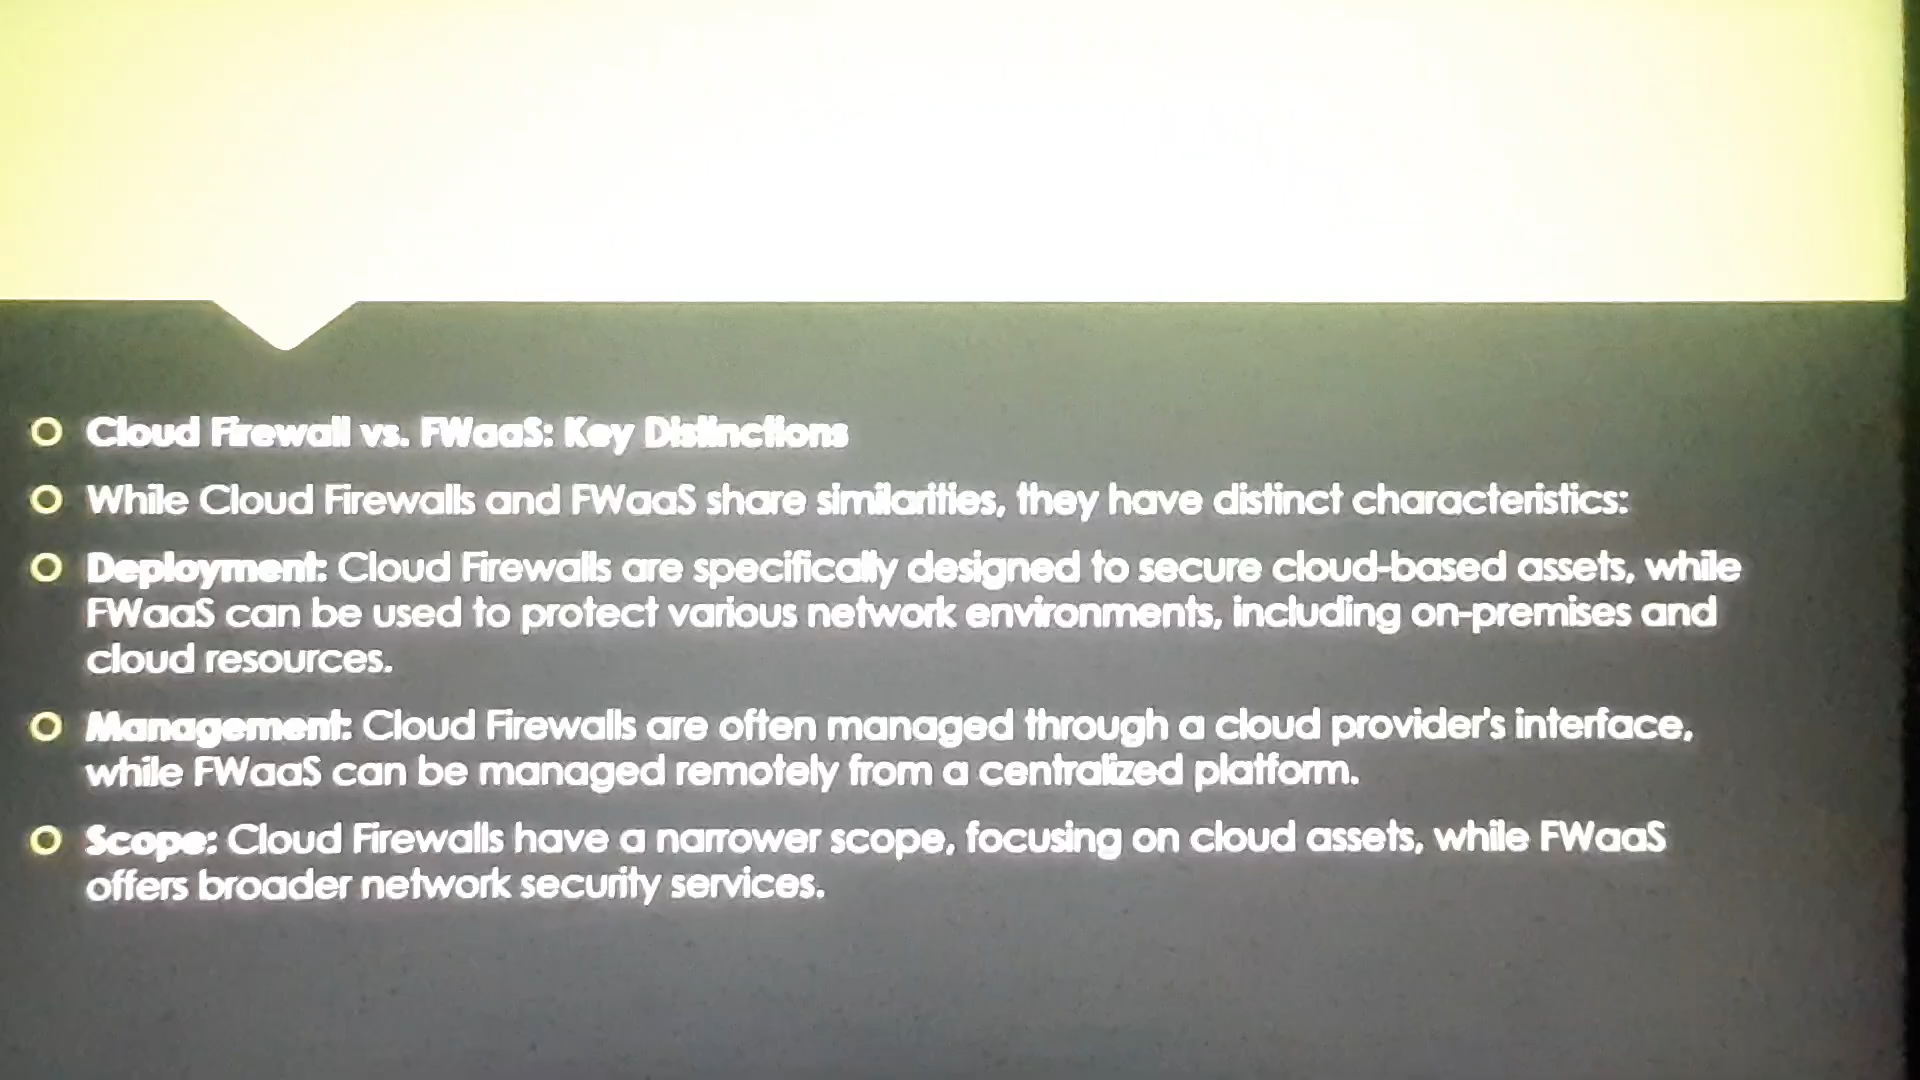 Cloud Firewall vs. FWaaS: Key Distinctions
While Cloud Firewalls and FWaaS share similarities, they have distinct characteristics:
Deployment: Cloud Firewalls are specifically designed to secure cloud-based assets, while
FWaaS can be used to protect various network environments, including on-premises and
cloud resources.
Management: Cloud Firewalls are often managed through a cloud provider's interface,
while FWaaS can be managed remotely from a centralized platform.
Scope: Cloud Firewalls have a narrower scope, focusing on cloud assets, while FWaaS
offers broader network security services.